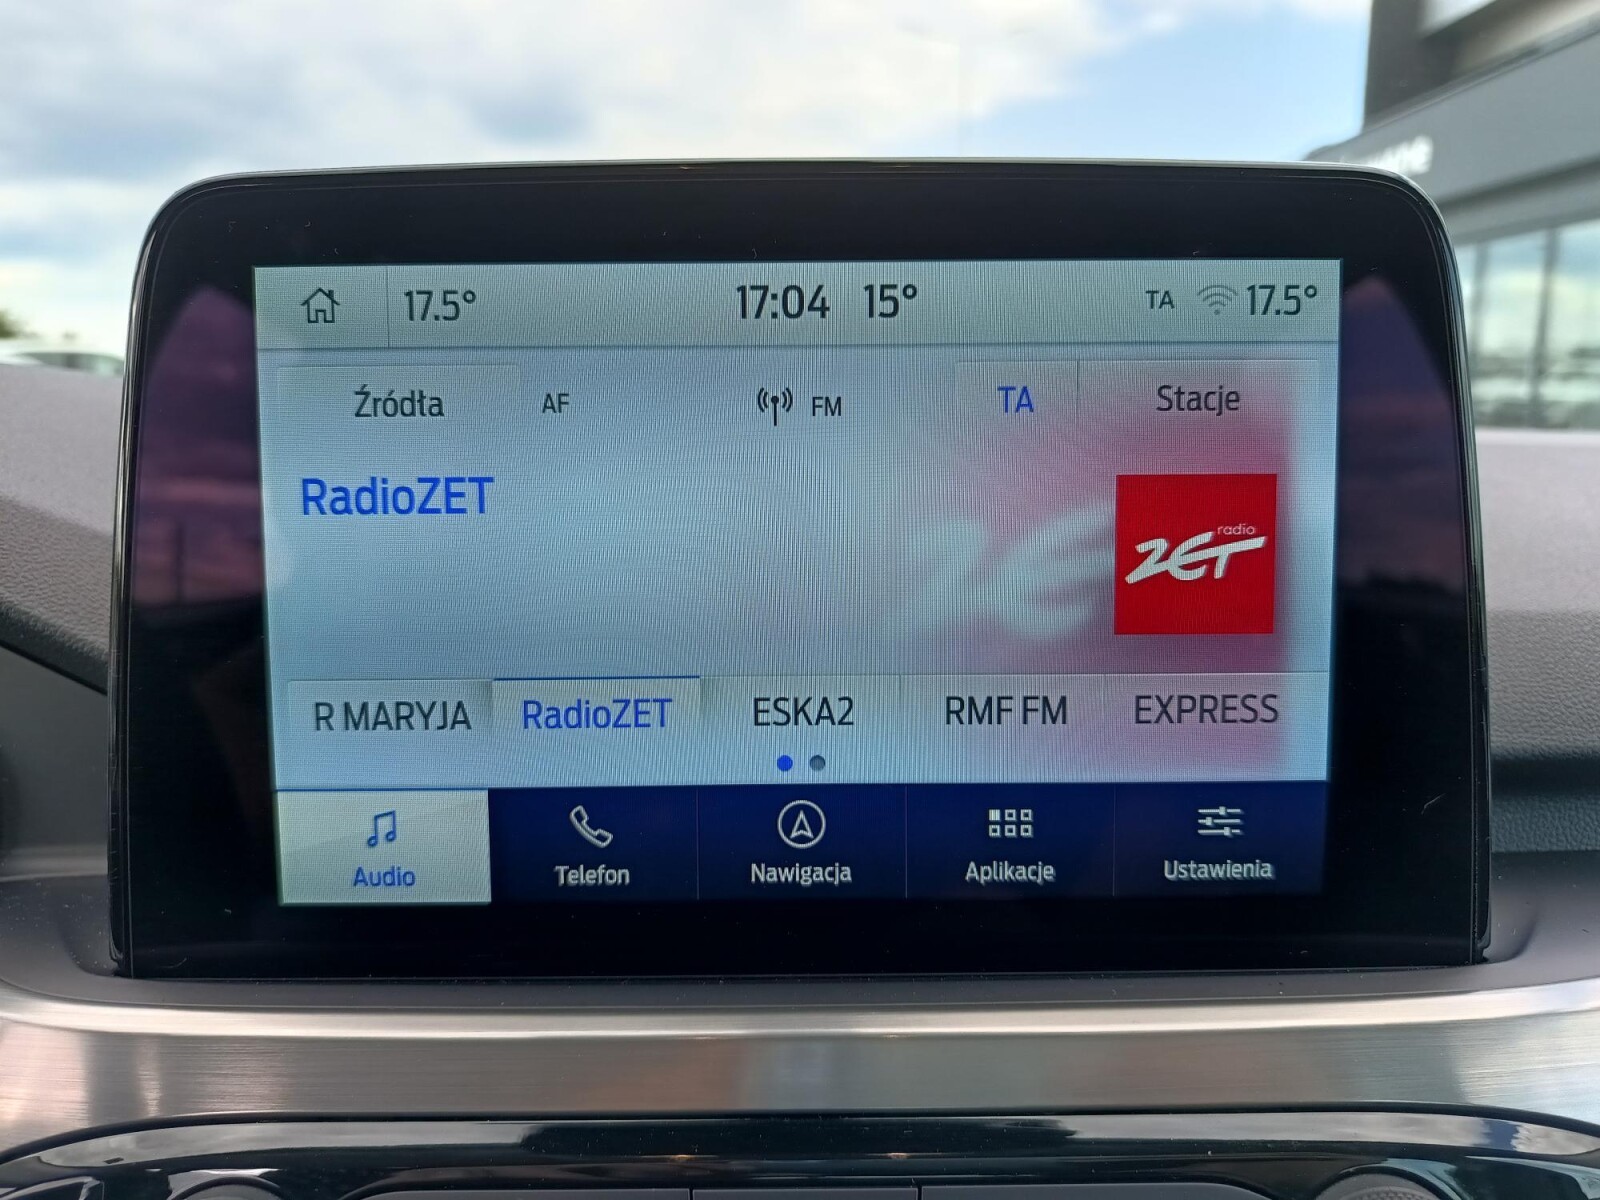 17.5° 17:04 15° TA 17.5°
Źródła AF FM TA Stacje
RadioZET
radio
ZET
R MARYJA RadioZET ESKA2 RMF FM EXPRESS
Audio Telefon Nawigacja Aplikacje Ustawienia